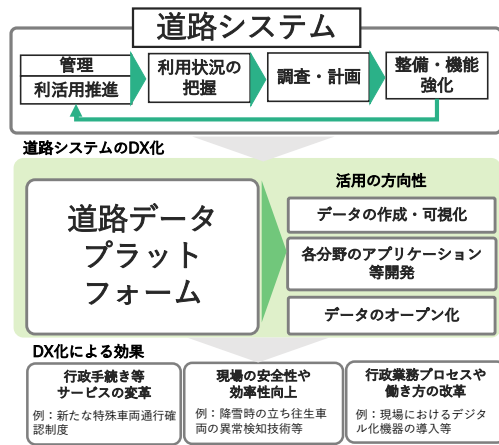 道路システム
管理
利活用推進
利用状況の
把握
調査・計画
整備・機能
強化
道路システムのDX化
道路データ
プラット
フォーム
活用の方向性
データの作成・可視化
各分野のアプリケーション
等開発
データのオープン化
DX化による効果
行政手続き等
サービスの変革
例：新たな特殊車両通行確
認制度
現場の安全性や
効率性向上
例：降雪時の立ち往生車
両の異常検知技術等
行政業務プロセスや
働き方の改革
例：現場におけるデジタ
ル化機器の導入等